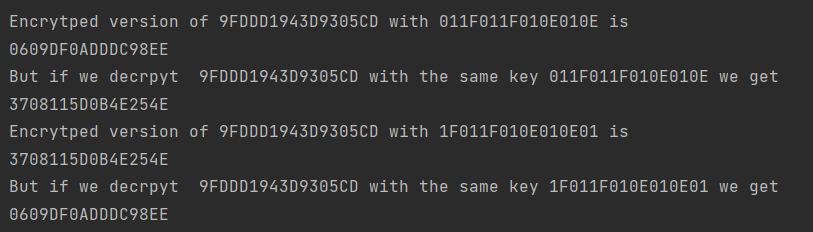 Encrytped version of 9FDDD1943D9305CD with 011F011F010E010E is
0609DF0ADDDC98EE
But if we decrpyt  9FDDD1943D9305CD with the same key 011F011F010E010E we get
3708115D0B4E254E
Encrytped version of 9FDDD1943D9305CD with 1F011F010E010E01 is
3708115D0B4E254E
But if we decrpyt  9FDDD1943D9305CD with the same key 1F011F010E010E01 we get
0609DF0ADDDC98EE